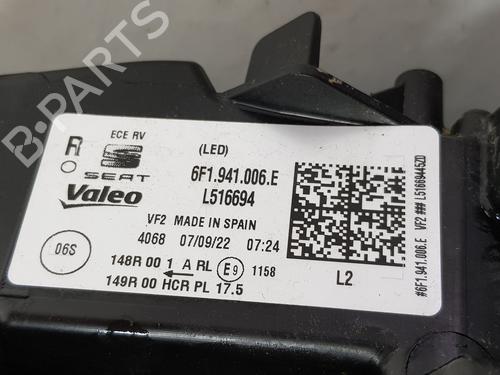 B-PARTS
R
ECE RV
(LED)
SEAT
6F1.941.006.E
Valeo
L516694
VF2 MADE IN SPAIN
4068 07/09/22 07:24
06S
148R 00 1 A RL E9 1158
149R 00 HCR PL 17.5
L2
#6F1.941.006.E VF2 ### L516694415ZD